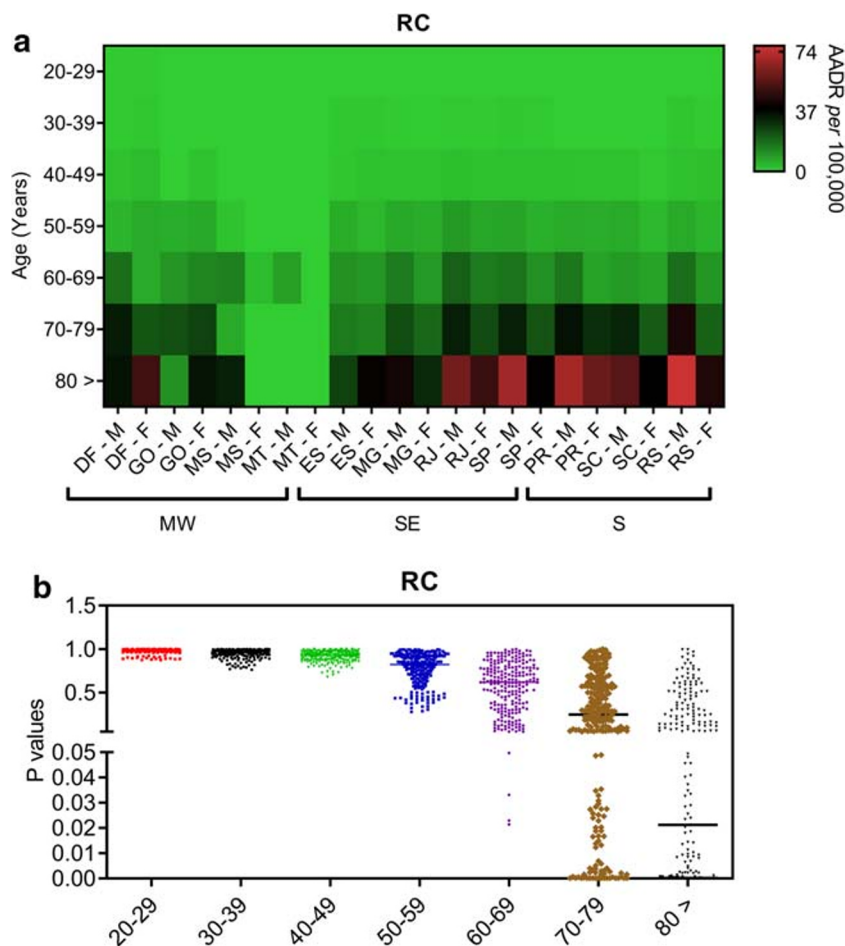 a
RC
20-29
30-39
40-49
50-59
60-69
70-79
80 >
Age (Years)
74
37
0
AADR per 100,000
DF - M
DF - F
GO - M
GO - F
MS - M
MS - F
MT - M
MT - F
ES - M
ES - F
MG - M
MG - F
RJ - M
RJ - F
SP - M
SP - F
PR - M
PR - F
SC - M
SC - F
RS - M
RS - F
MW
SE
S
b
RC
1.5
1.0
0.5
0.05
0.04
0.03
0.02
0.01
0.00
P values
20-29
30-39
40-49
50-59
60-69
70-79
80 >